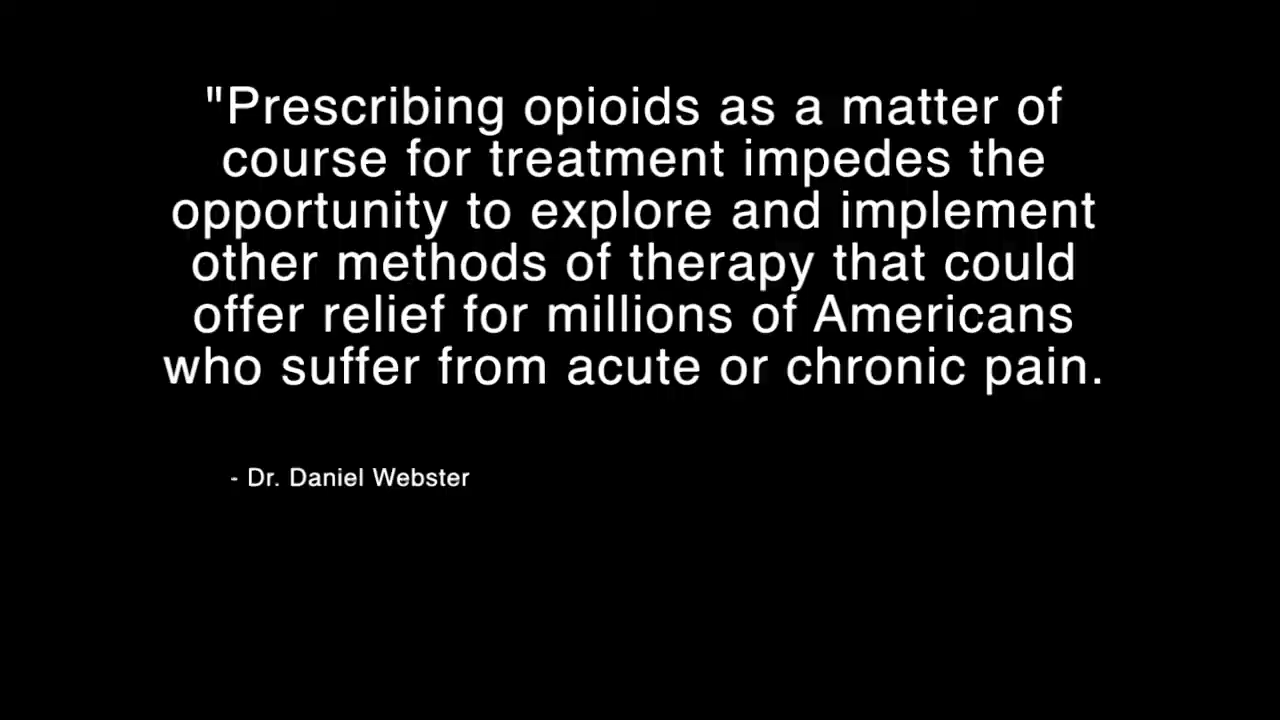 "Prescribing opioids as a matter of
course for treatment impedes the
opportunity to explore and implement
other methods of therapy that could
offer relief for millions of Americans
who suffer from acute or chronic pain.
- Dr. Daniel Webster